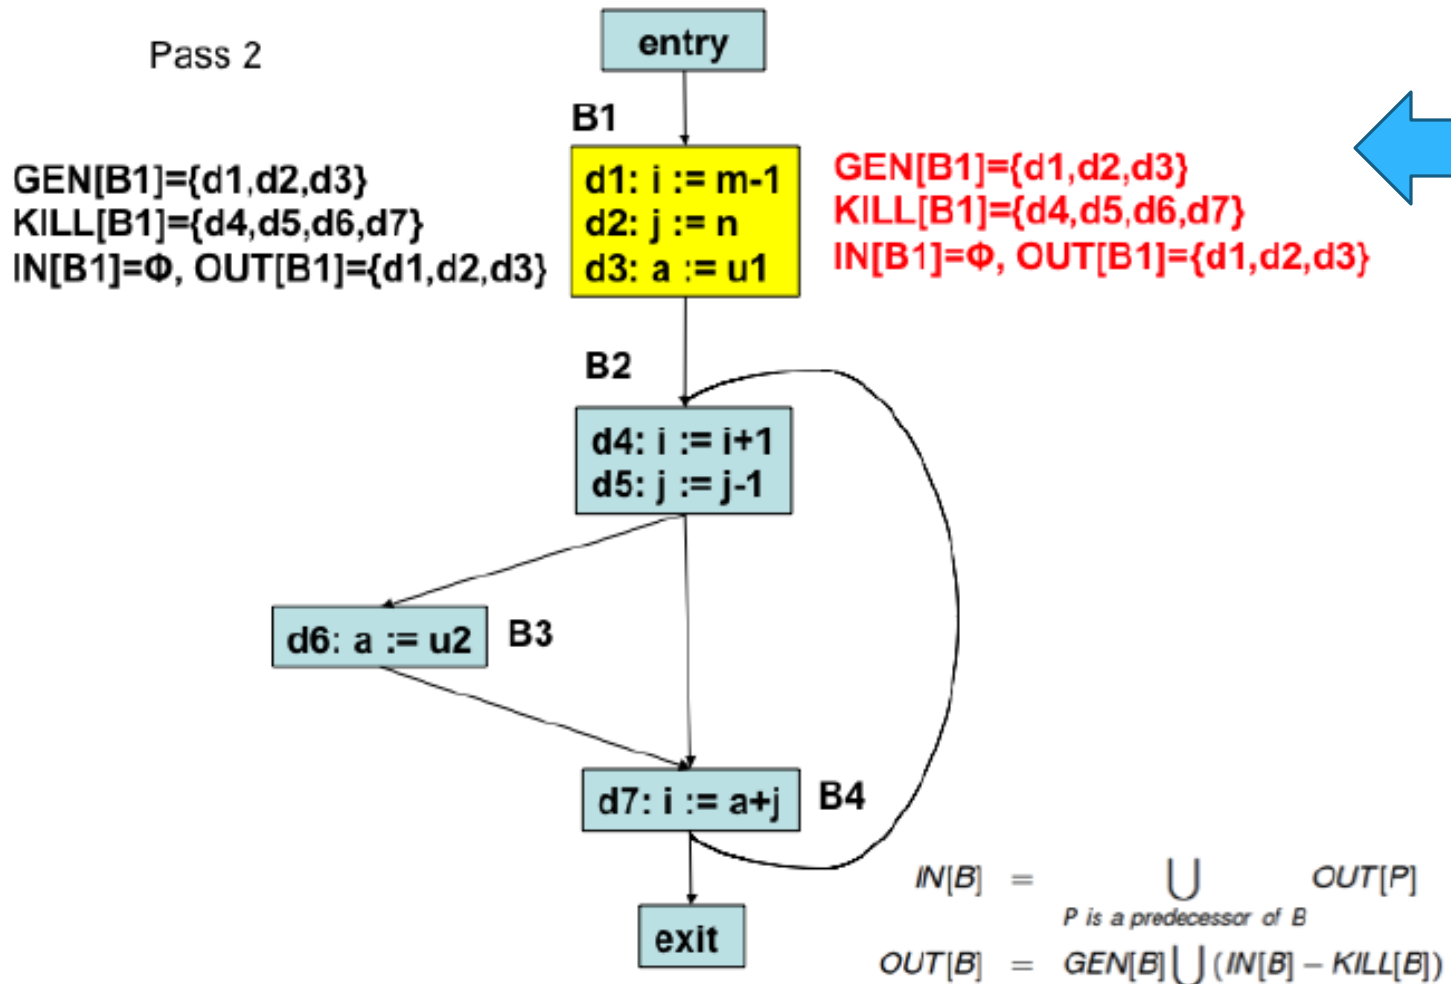 Pass 2
entry
B1
GEN[B1]={d1,d2,d3}
KILL[B1]={d4,d5,d6,d7}
IN[B1]=Φ, OUT[B1]={d1,d2,d3}
d1: i := m-1
d2: j := n
d3: a := u1
GEN[B1]={d1,d2,d3}
KILL[B1]={d4,d5,d6,d7}
IN[B1]=Φ, OUT[B1]={d1,d2,d3}
B2
d4: i := i+1
d5: j := j-1
d6: a := u2
B3
d7: i := a+j
B4
exit
IN[B] = ⋃ OUT[P]
P is a predecessor of B
OUT[B] = GEN[B]⋃(IN[B] − KILL[B])